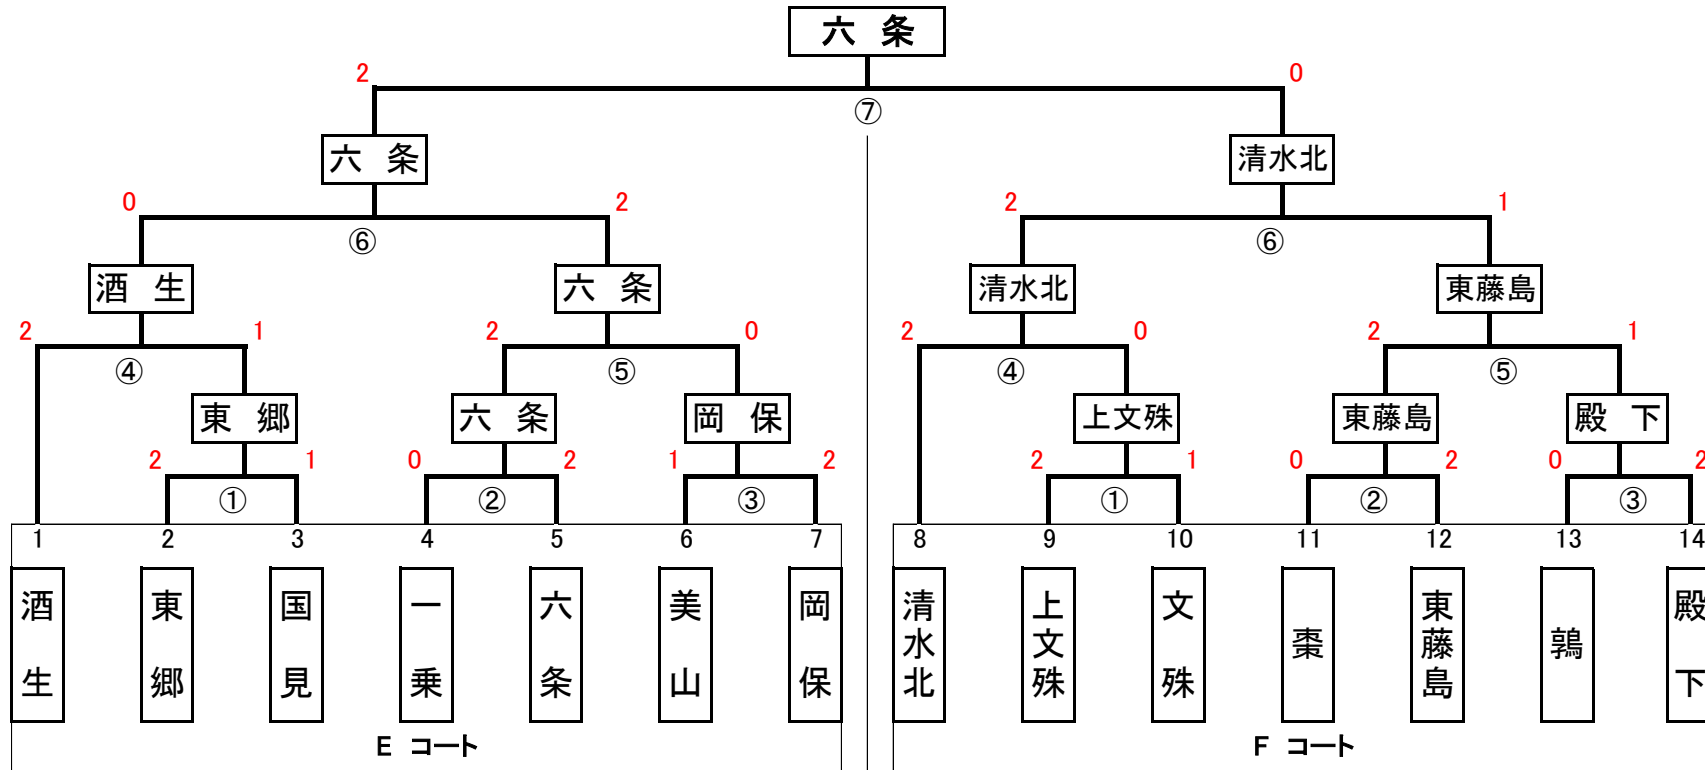 六 条
2 0
⑦
六 条 清水北
0 2 2 1
⑥ ⑥
酒 生 六 条 清水北 東藤島
2 1 2 0 2 0 2 1
④ ⑤ ④ ⑤
東 郷 六 条 岡 保 上文殊 東藤島 殿 下
2 1 0 2 1 2 2 1 0 2 0 2
① ② ③ ① ② ③
1 2 3 4 5 6 7 8 9 10 11 12 13 14
酒生
東郷
国見
一乗
六条
美山
岡保
清水北
上文殊
文殊
棗
東藤島
鶉
殿下
E コート F コート